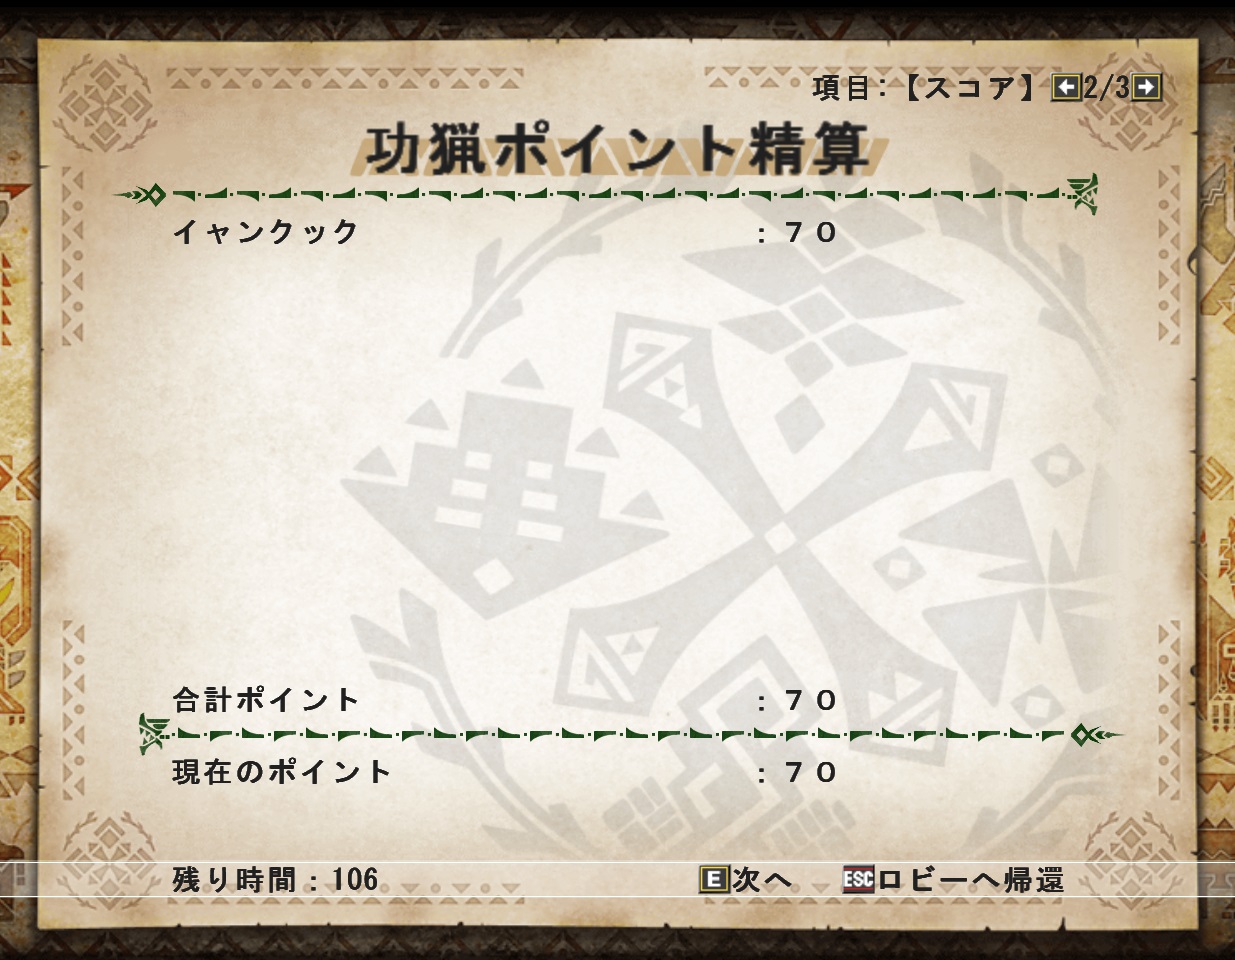 項目:【スコア】 2/3
功猟ポイント精算
イャンクック :70
合計ポイント :70
現在のポイント :70
残り時間:106 E次へ ESCロビーへ帰還